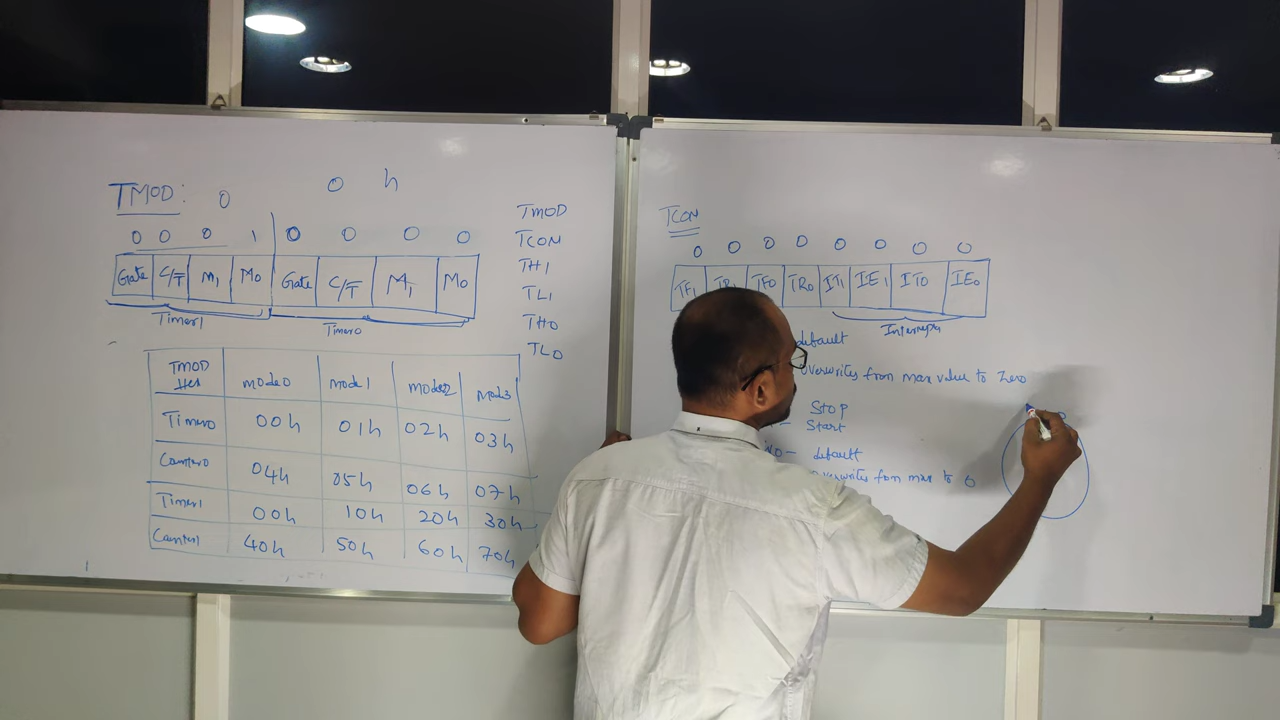 TMOD: 0 0 h
0 0 0 1 0 0 0 0
Gate C/T̅ M₁ M₀ Gate C/T̅ M₁ M₀
Timer1 Timer0
TMOD
TCON
TH1
TL1
TH0
TL0
TMOD Hex mode0 mode1 mode2 mode3
Timer0 00h 01h 02h 03h
Counter0 04h 05h 06h 07h
Timer1 00h 10h 20h 30h
Counter1 40h 50h 60h 70h
TCON
0 0 0 0 0 0 0 0
TF₁ TR₁ TF0 TR0 IT₁ IE₁ IT0 IE0
Interrupts
default
overwrites from max value to Zero
Stop
– Start
default
overwrites from max to 0